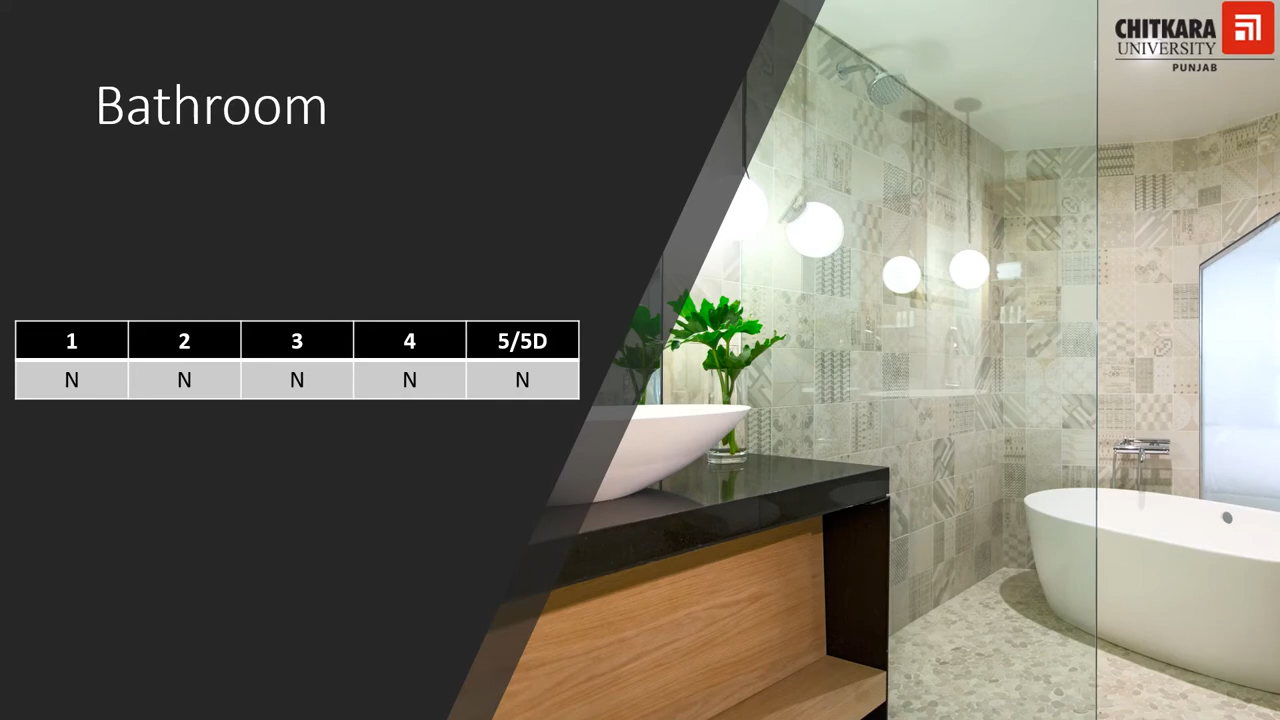 Bathroom
CHITKARA
UNIVERSITY
PUNJAB
1 2 3 4 5/5D
N N N N N